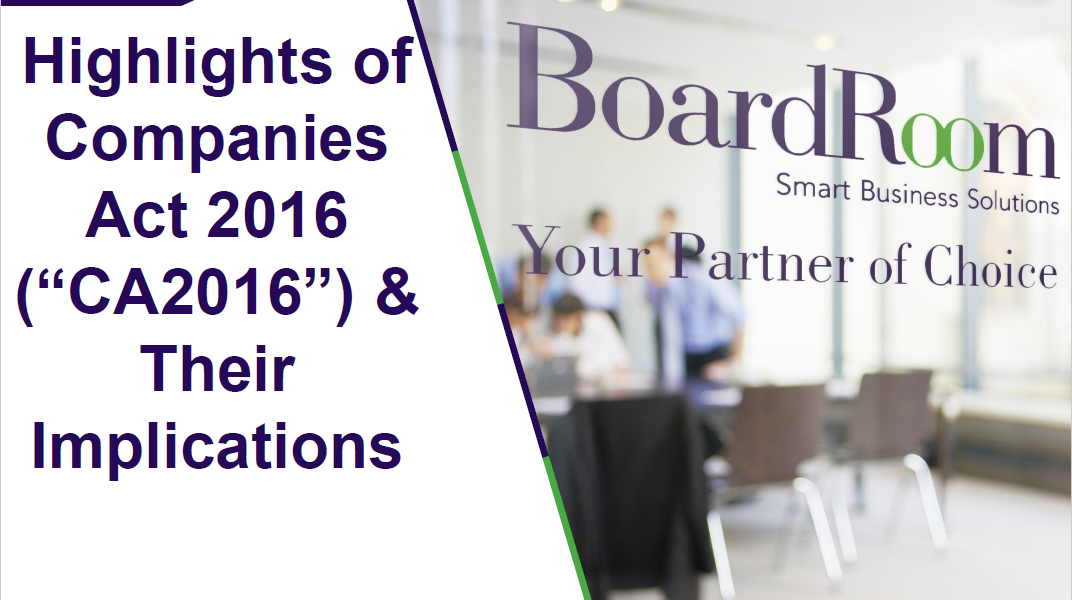 Highlights of
Companies
Act 2016
(“CA2016”) &
Their
Implications
BoardRoom
Smart Business Solutions
Your Partner of Choice